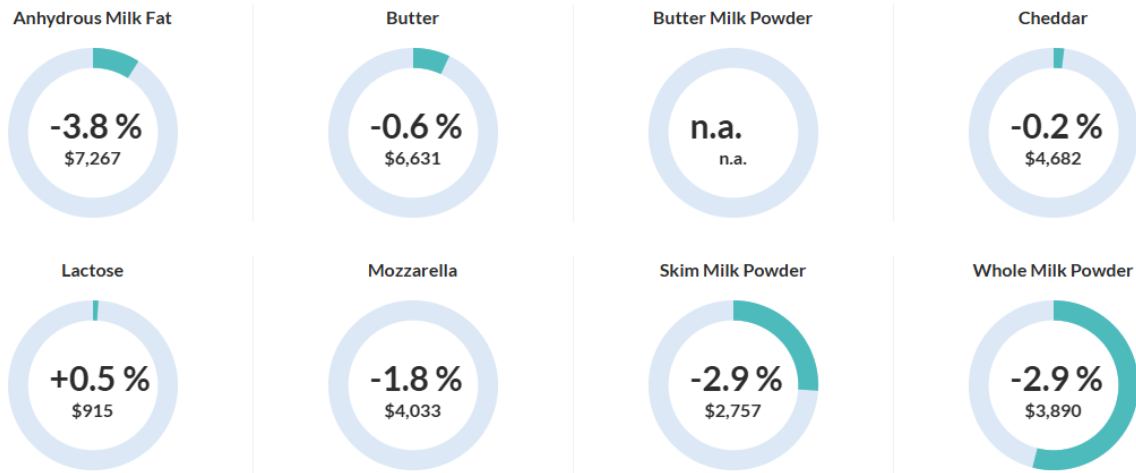 Anhydrous Milk Fat
-3.8 %
$7,267
Butter
-0.6 %
$6,631
Butter Milk Powder
n.a.
n.a.
Cheddar
-0.2 %
$4,682
Lactose
+0.5 %
$915
Mozzarella
-1.8 %
$4,033
Skim Milk Powder
-2.9 %
$2,757
Whole Milk Powder
-2.9 %
$3,890